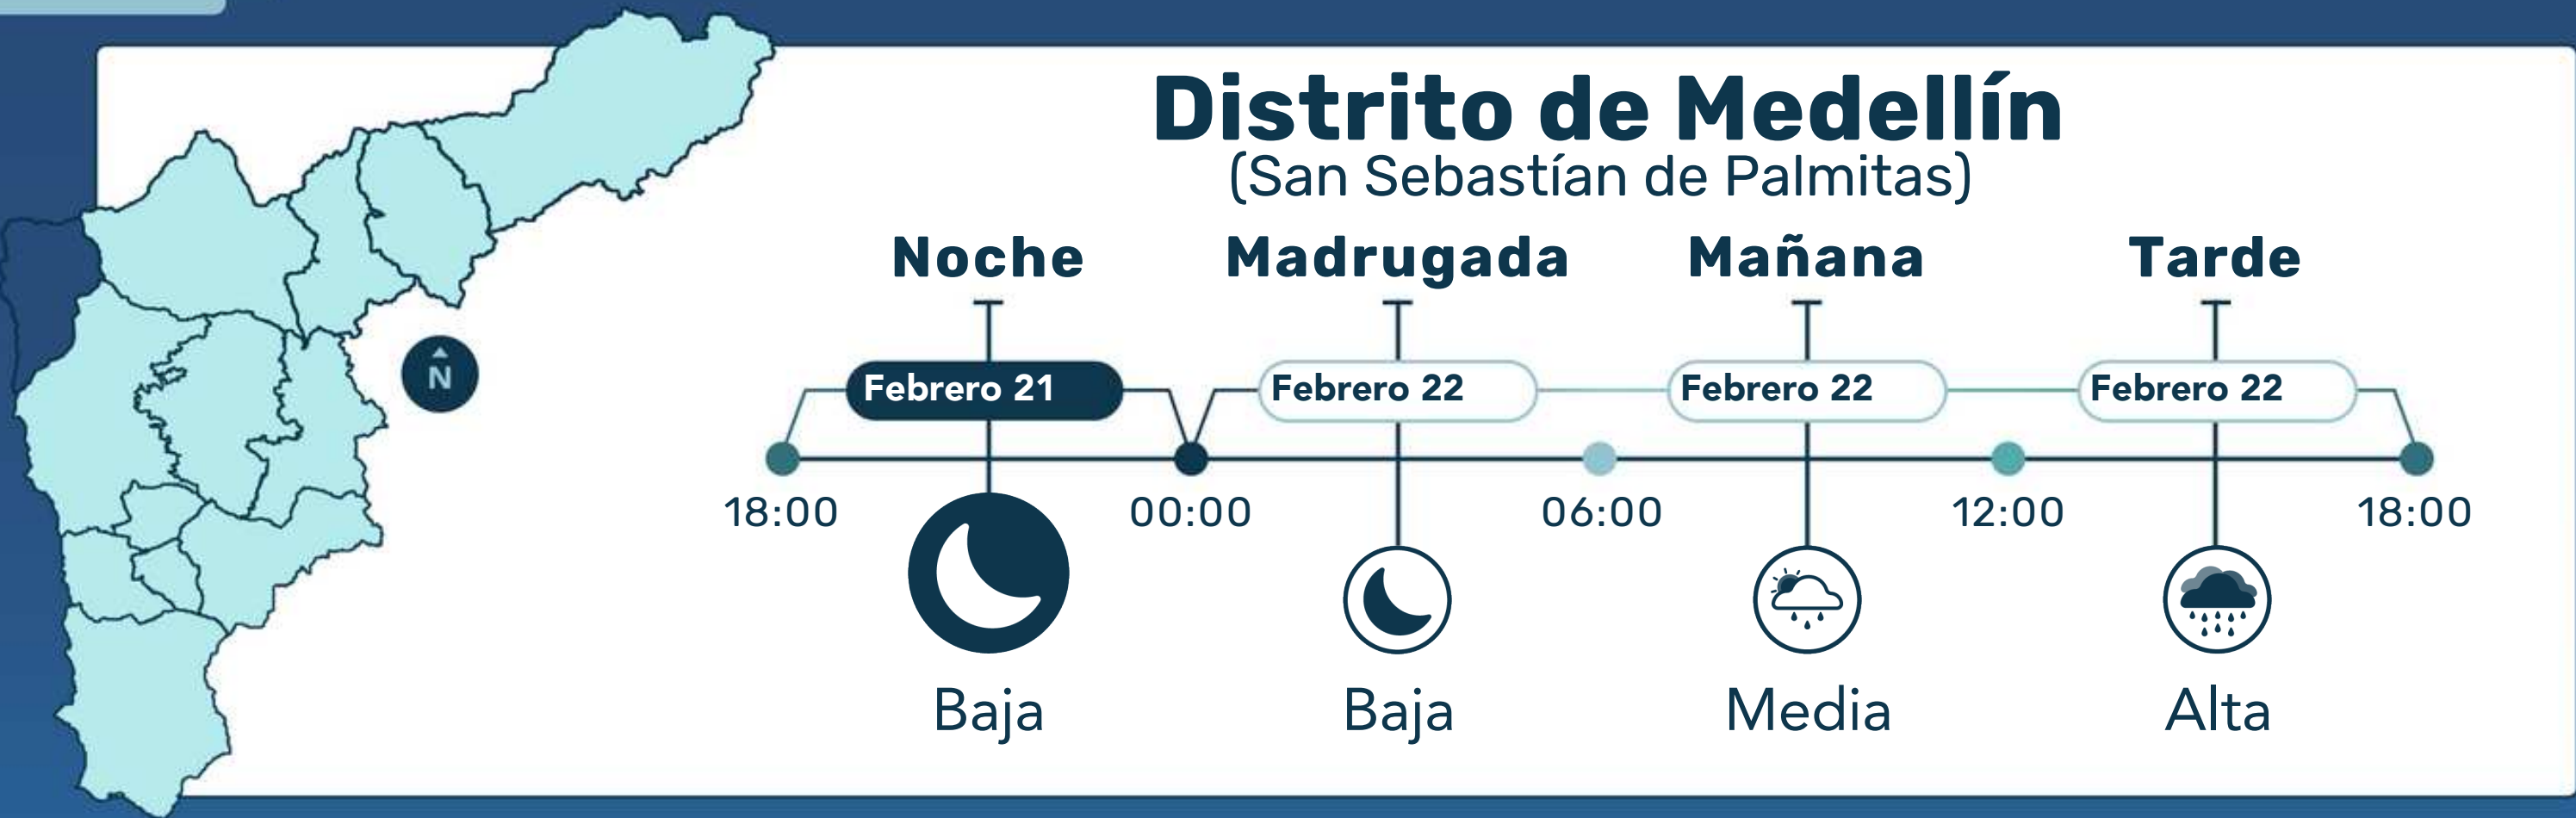 Distrito de Medellín
(San Sebastían de Palmitas)
Noche Madrugada Mañana Tarde
Febrero 21 Febrero 22 Febrero 22 Febrero 22
N
18:00 00:00 06:00 12:00 18:00
Baja Baja Media Alta